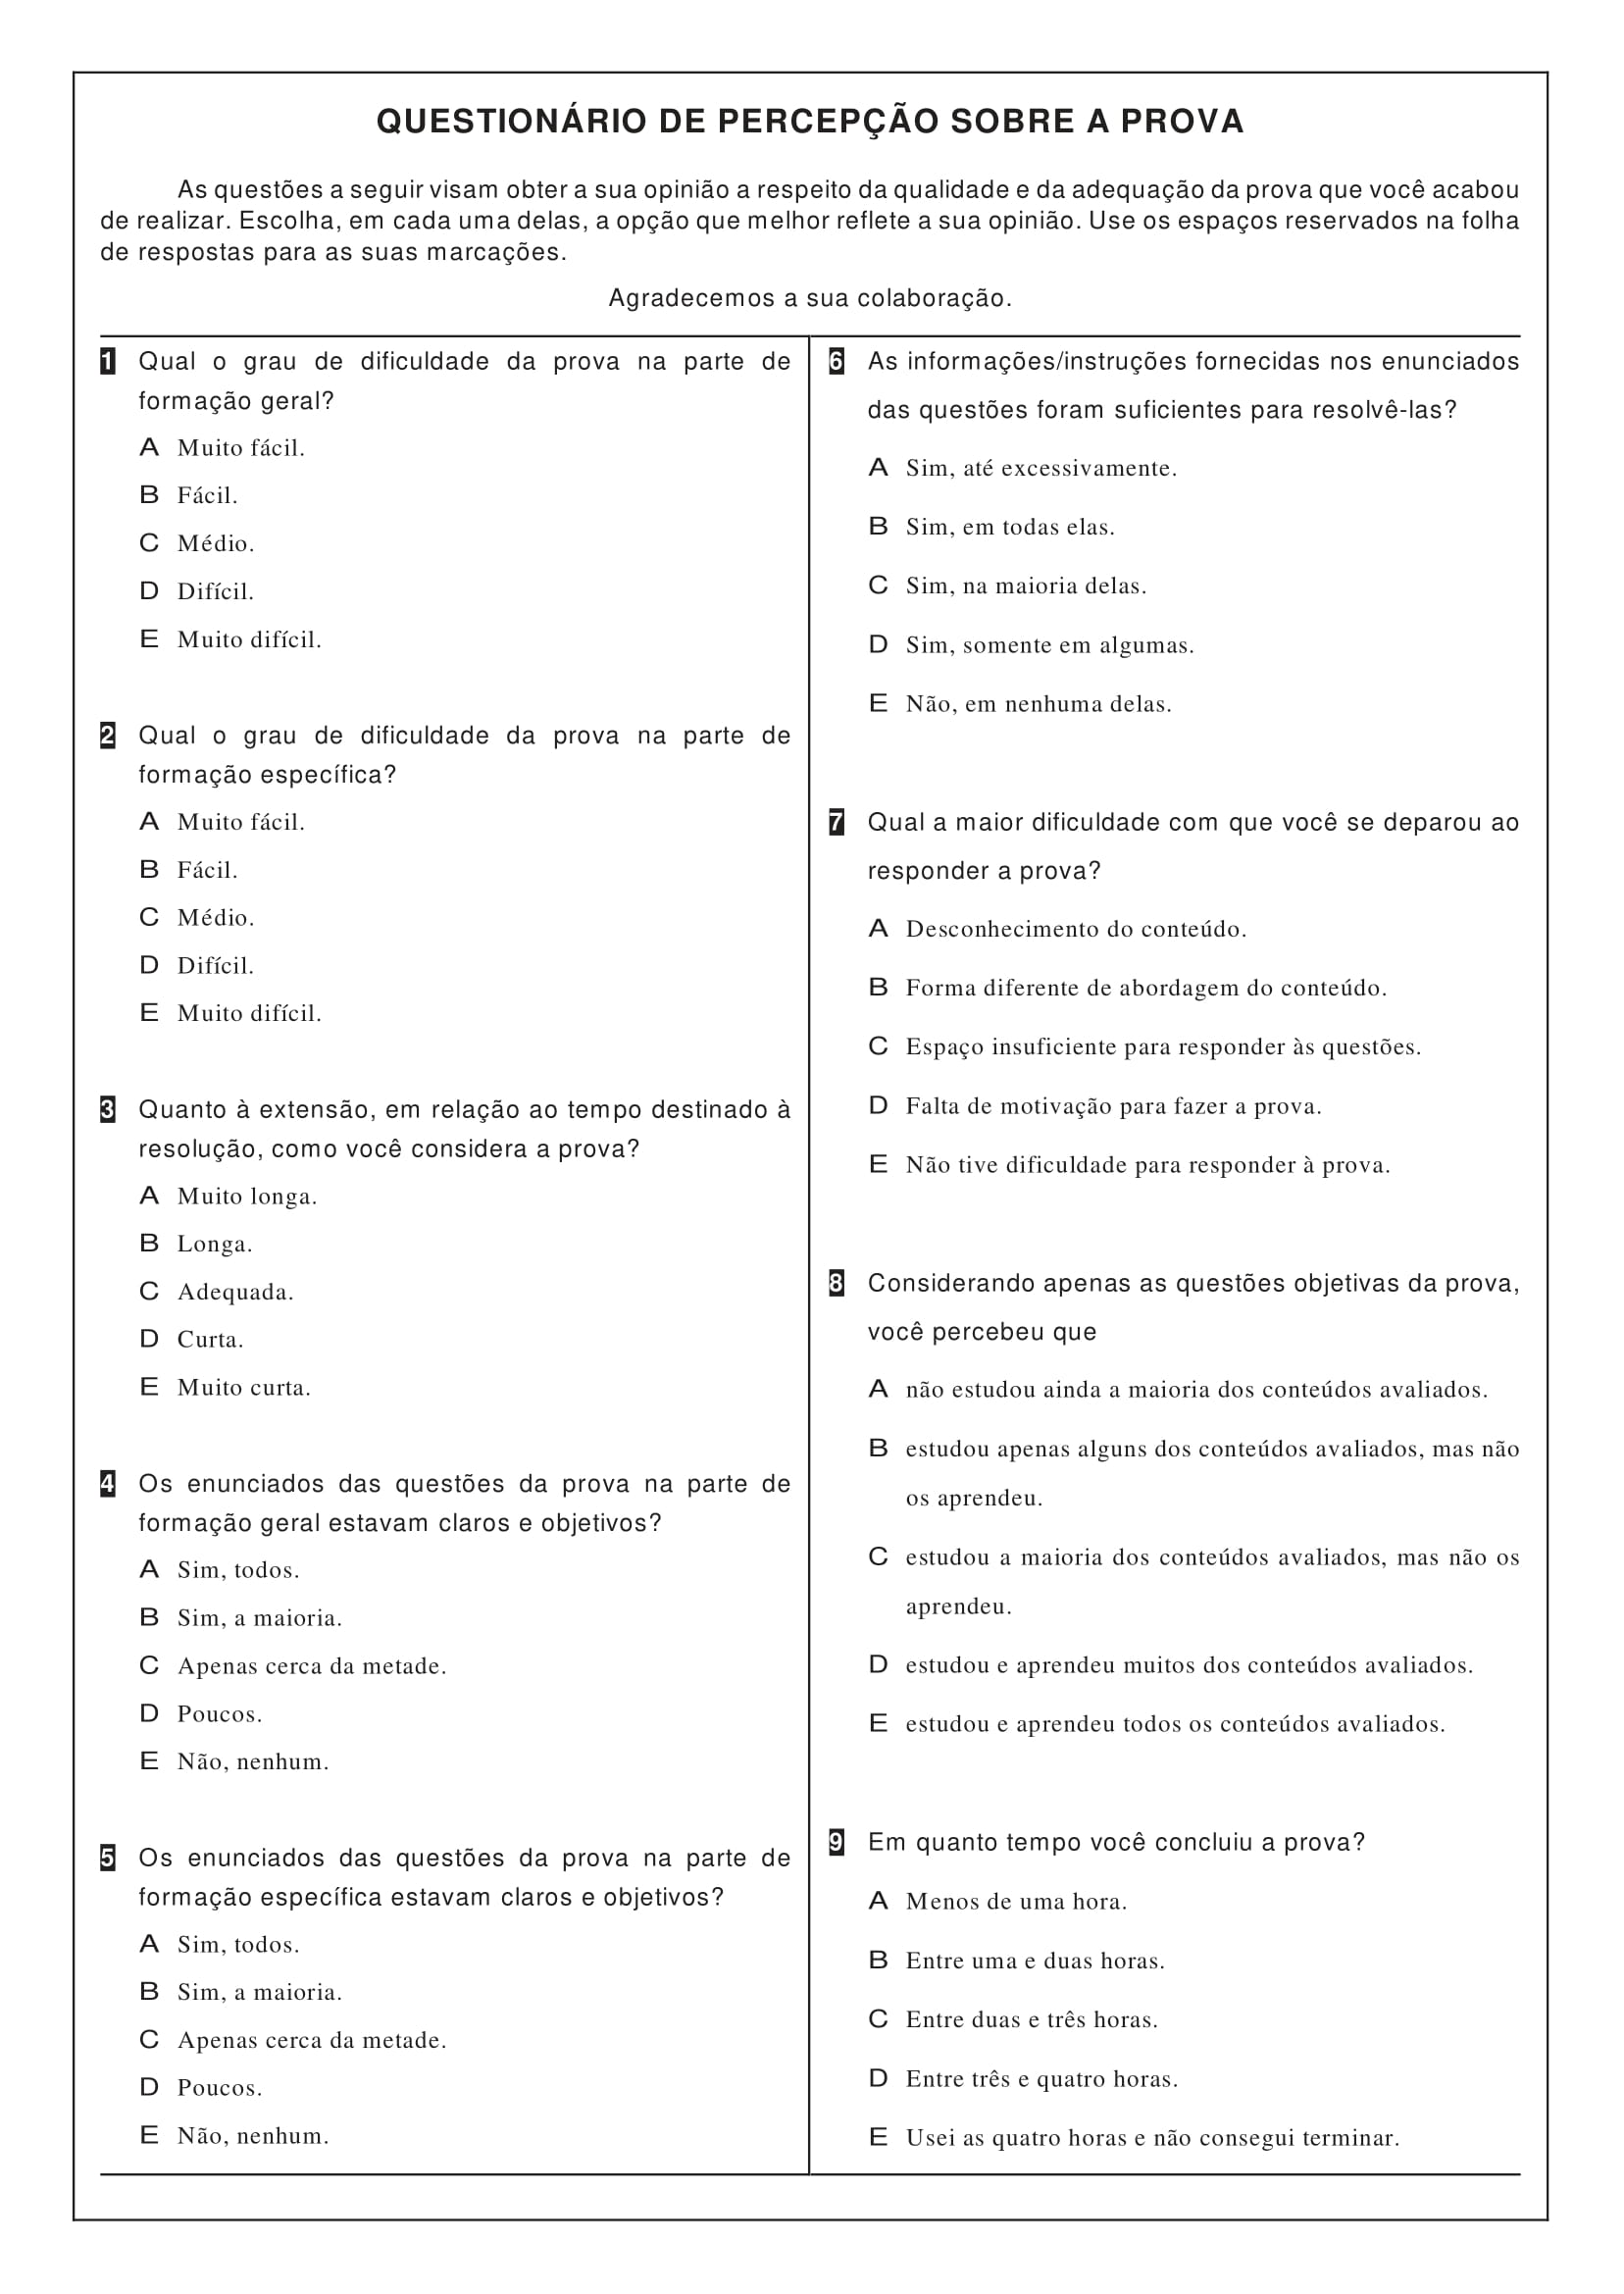 QUESTIONÁRIO DE PERCEPÇÃO SOBRE A PROVA
As questões a seguir visam obter a sua opinião a respeito da qualidade e da adequação da prova que você acabou
de realizar. Escolha, em cada uma delas, a opção que melhor reflete a sua opinião. Use os espaços reservados na folha
de respostas para as suas marcações.
Agradecemos a sua colaboração.
1 Qual o grau de dificuldade da prova na parte de
formação geral?
A Muito fácil.
B Fácil.
C Médio.
D Difícil.
E Muito difícil.
2 Qual o grau de dificuldade da prova na parte de
formação específica?
A Muito fácil.
B Fácil.
C Médio.
D Difícil.
E Muito difícil.
3 Quanto à extensão, em relação ao tempo destinado à
resolução, como você considera a prova?
A Muito longa.
B Longa.
C Adequada.
D Curta.
E Muito curta.
4 Os enunciados das questões da prova na parte de
formação geral estavam claros e objetivos?
A Sim, todos.
B Sim, a maioria.
C Apenas cerca da metade.
D Poucos.
E Não, nenhum.
5 Os enunciados das questões da prova na parte de
formação específica estavam claros e objetivos?
A Sim, todos.
B Sim, a maioria.
C Apenas cerca da metade.
D Poucos.
E Não, nenhum.
6 As informações/instruções fornecidas nos enunciados
das questões foram suficientes para resolvê-las?
A Sim, até excessivamente.
B Sim, em todas elas.
C Sim, na maioria delas.
D Sim, somente em algumas.
E Não, em nenhuma delas.
7 Qual a maior dificuldade com que você se deparou ao
responder a prova?
A Desconhecimento do conteúdo.
B Forma diferente de abordagem do conteúdo.
C Espaço insuficiente para responder às questões.
D Falta de motivação para fazer a prova.
E Não tive dificuldade para responder à prova.
8 Considerando apenas as questões objetivas da prova,
você percebeu que
A não estudou ainda a maioria dos conteúdos avaliados.
B estudou apenas alguns dos conteúdos avaliados, mas não
os aprendeu.
C estudou a maioria dos conteúdos avaliados, mas não os
aprendeu.
D estudou e aprendeu muitos dos conteúdos avaliados.
E estudou e aprendeu todos os conteúdos avaliados.
9 Em quanto tempo você concluiu a prova?
A Menos de uma hora.
B Entre uma e duas horas.
C Entre duas e três horas.
D Entre três e quatro horas.
E Usei as quatro horas e não consegui terminar.